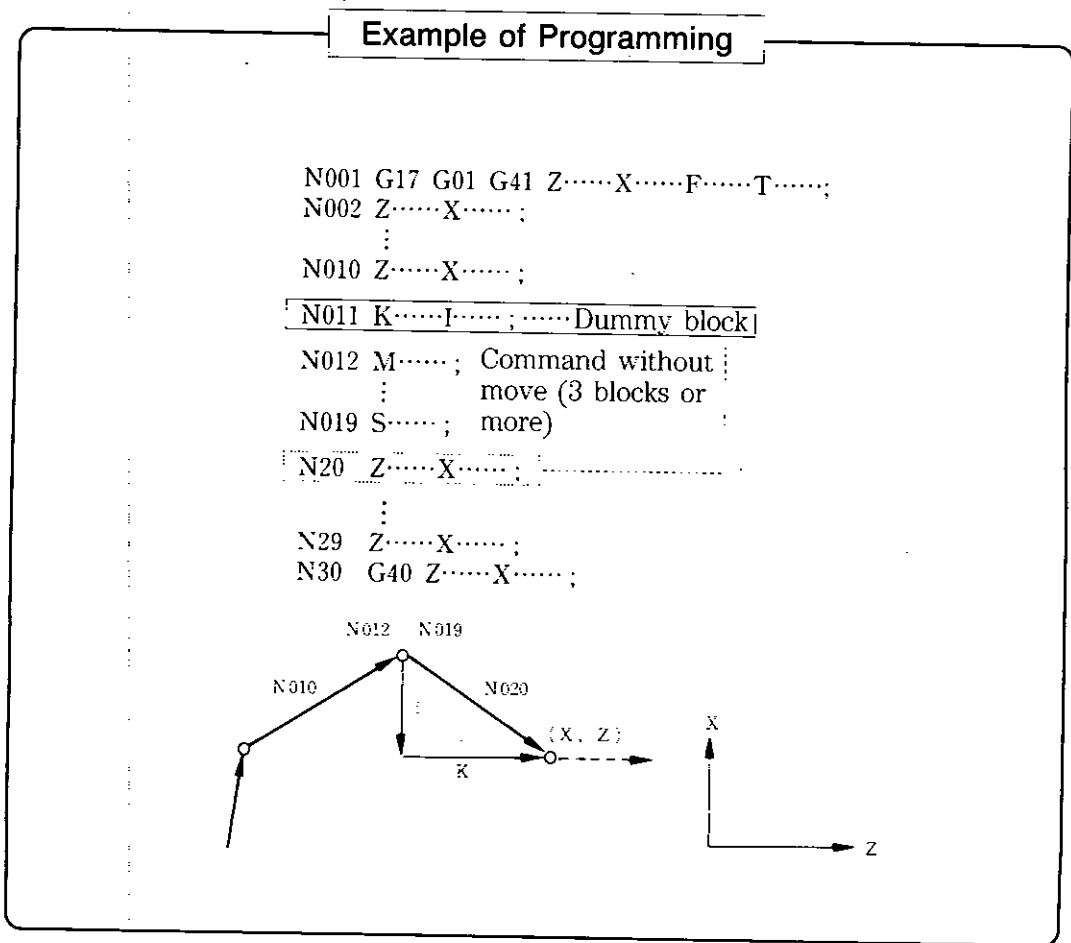 Example of Programming
N001 G17 G01 G41 Z······X······F······T······;
N002 Z······X······;
⋮
N010 Z······X······;
N011 K······I······; ······Dummy block
N012 M······; Command without
⋮ move (3 blocks or
N019 S······; more)
N20 Z······X······;
⋮
N29 Z······X······;
N30 G40 Z······X······;
N012 N019
N010
N020
(X, Z)
K
X
Z